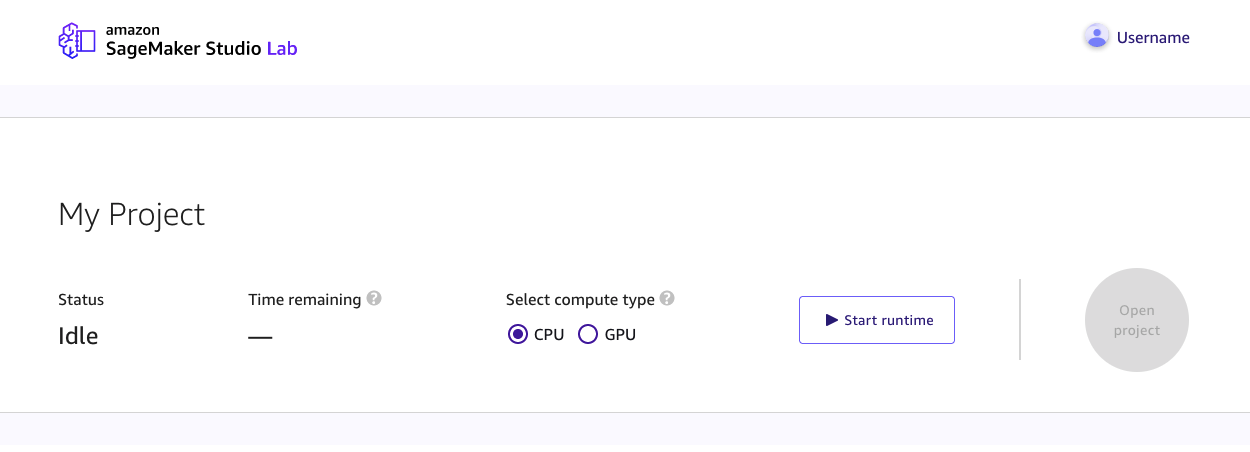 amazon
SageMaker Studio Lab
Username
My Project
Status
Time remaining ?
Select compute type ?
Idle
—
CPU
GPU
Start runtime
Open
project